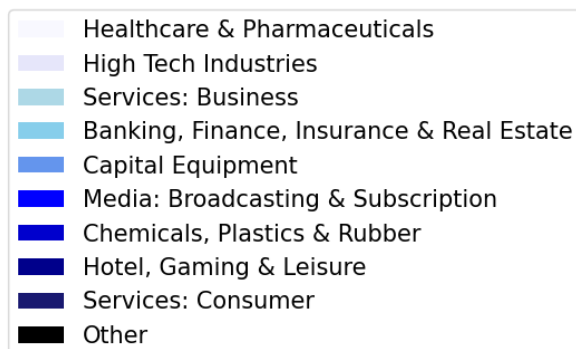 Healthcare & Pharmaceuticals
High Tech Industries
Services: Business
Banking, Finance, Insurance & Real Estate
Capital Equipment
Media: Broadcasting & Subscription
Chemicals, Plastics & Rubber
Hotel, Gaming & Leisure
Services: Consumer
Other